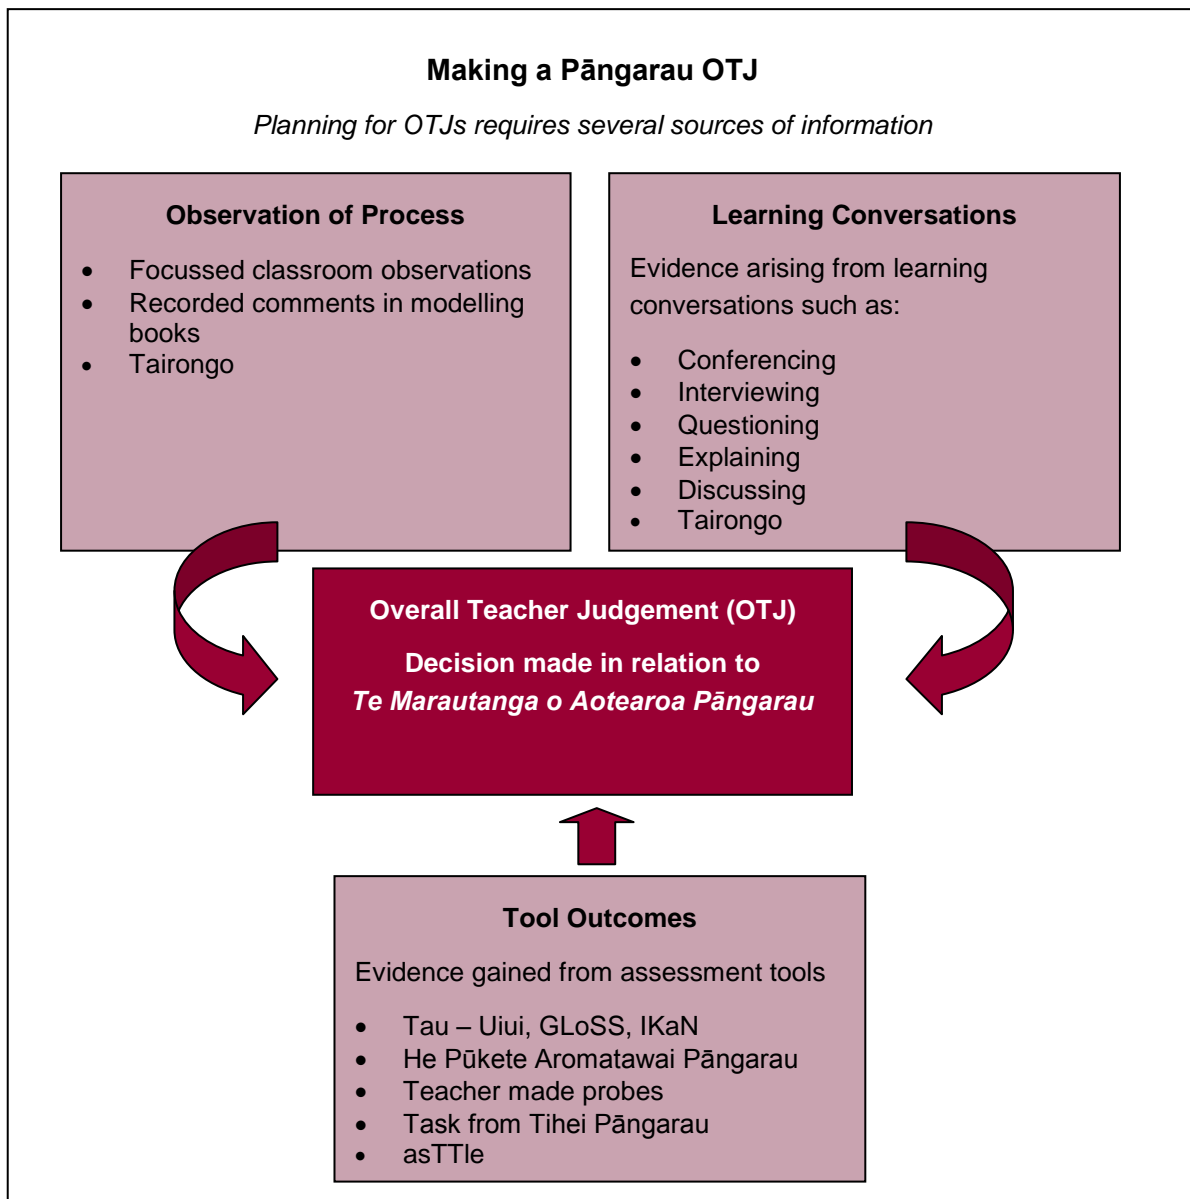 Making a Pāngarau OTJ
Planning for OTJs requires several sources of information
Observation of Process
• Focussed classroom observations
• Recorded comments in modelling
books
• Tairongo
Learning Conversations
Evidence arising from learning
conversations such as:
• Conferencing
• Interviewing
• Questioning
• Explaining
• Discussing
• Tairongo
Overall Teacher Judgement (OTJ)
Decision made in relation to
Te Marautanga o Aotearoa Pāngarau
Tool Outcomes
Evidence gained from assessment tools
• Tau – Uiui, GLoSS, IKaN
• He Pūkete Aromatawai Pāngarau
• Teacher made probes
• Task from Tihei Pāngarau
• asTTle